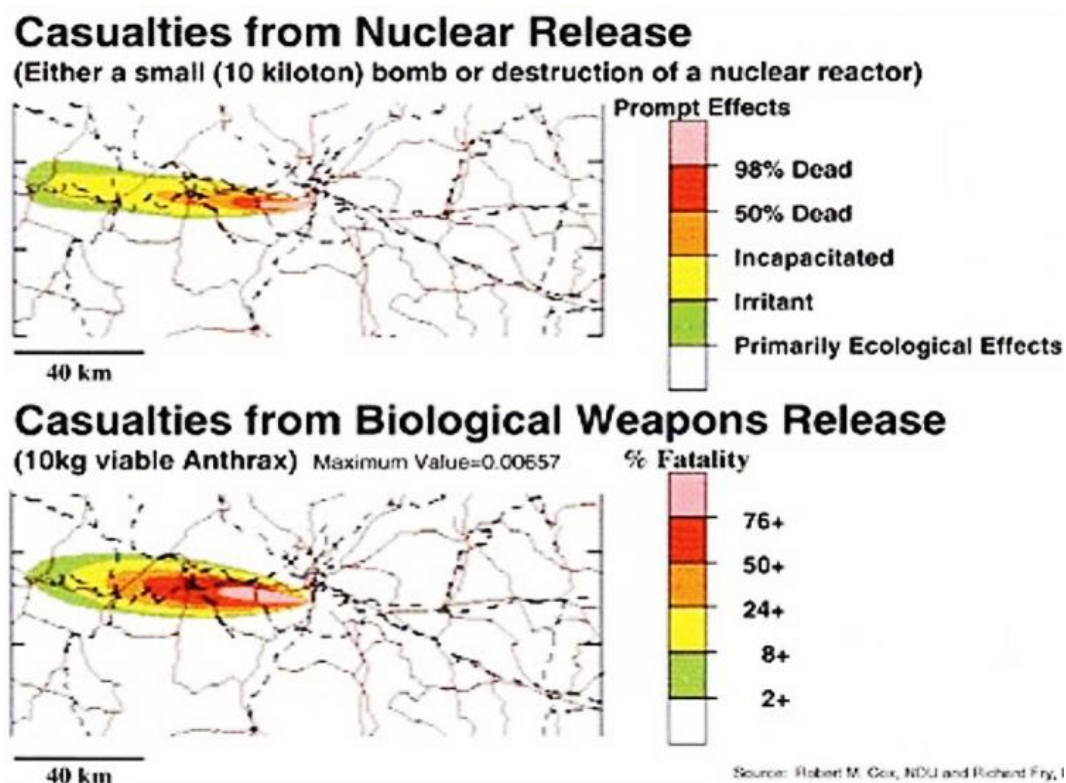 Casualties from Nuclear Release
(Either a small (10 kiloton) bomb or destruction of a nuclear reactor)
Prompt Effects
98% Dead
50% Dead
Incapacitated
Irritant
Primarily Ecological Effects
40 km
Casualties from Biological Weapons Release
(10kg viable Anthrax) Maximum Value=0.00657
% Fatality
76+
50+
24+
8+
2+
40 km
Source: Robert M. Cox, NDU and Richard Fry,